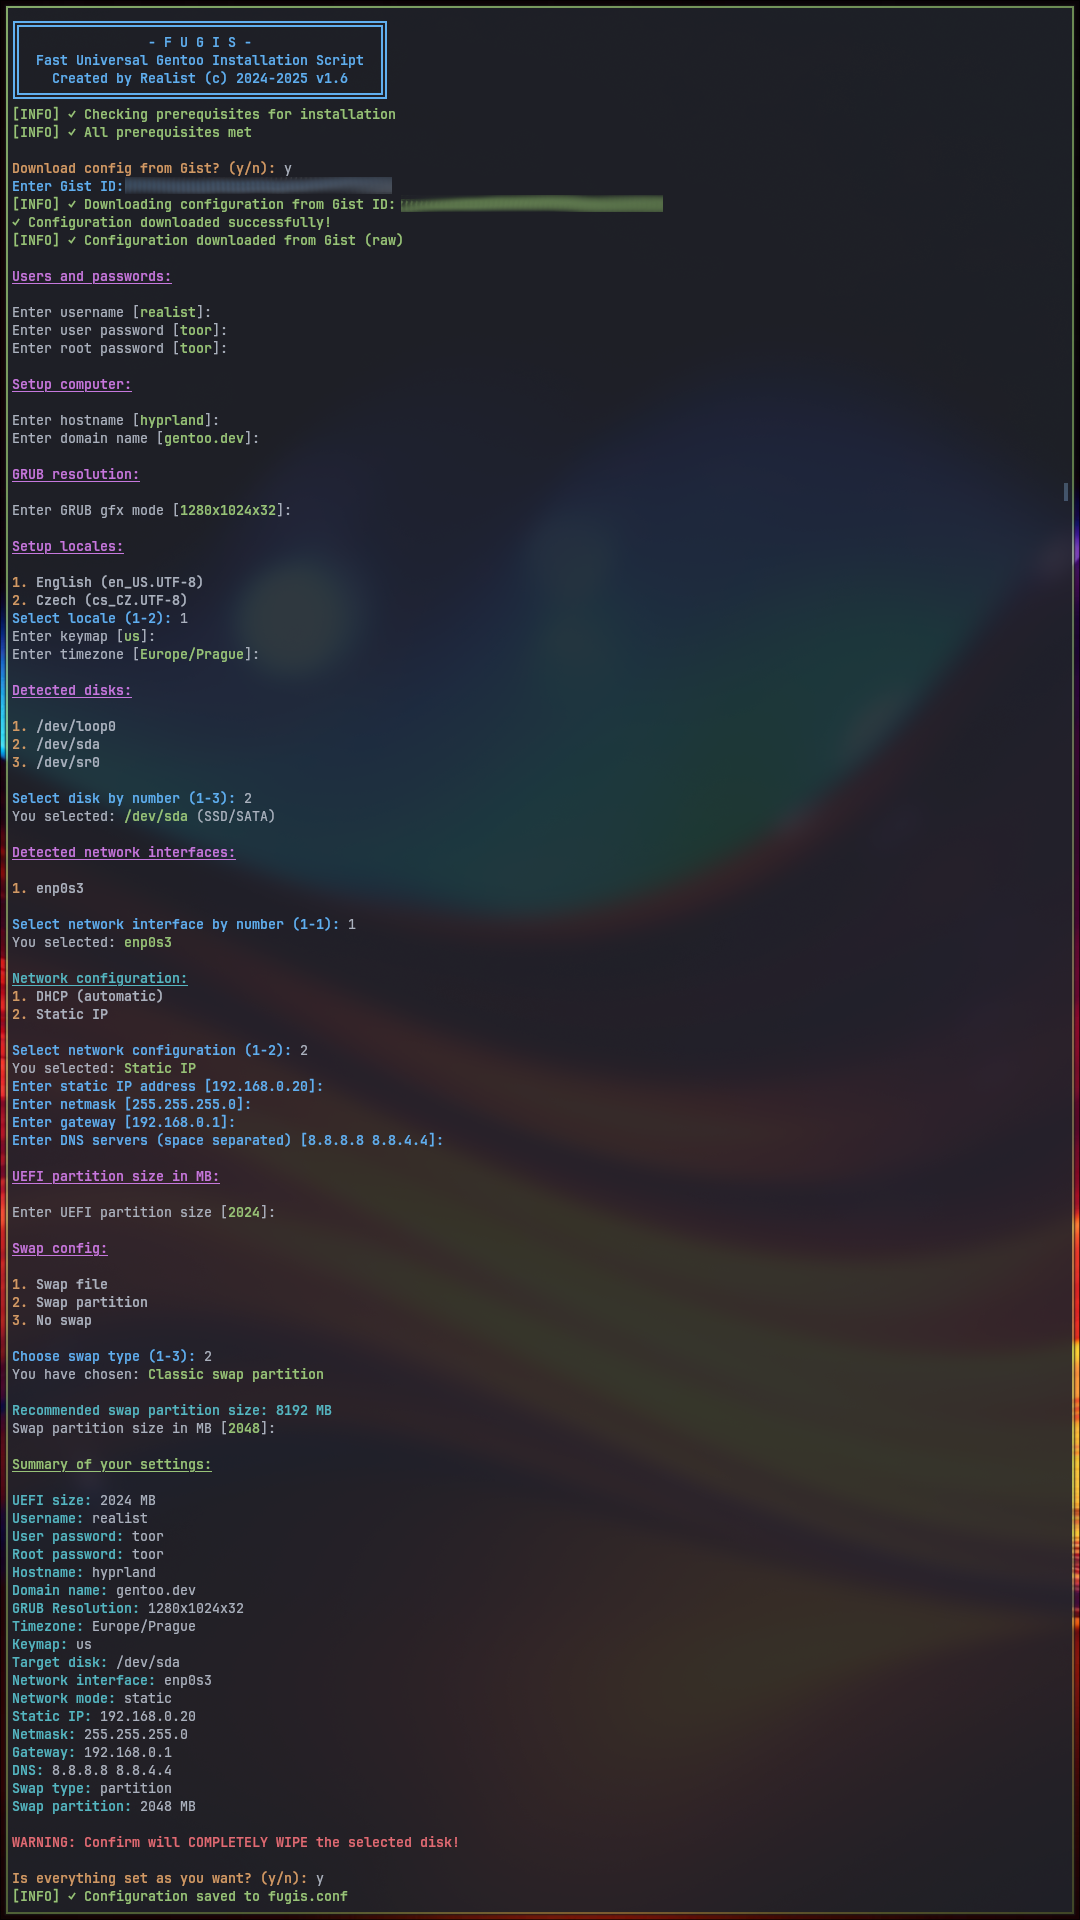 - F U G I S -
Fast Universal Gentoo Installation Script
Created by Realist (c) 2024-2025 v1.6
[INFO] ✓ Checking prerequisites for installation
[INFO] ✓ All prerequisites met
Download config from Gist? (y/n): y
Enter Gist ID:
[INFO] ✓ Downloading configuration from Gist ID:
✓ Configuration downloaded successfully!
[INFO] ✓ Configuration downloaded from Gist (raw)
Users and passwords:
Enter username [realist]:
Enter user password [toor]:
Enter root password [toor]:
Setup computer:
Enter hostname [hyprland]:
Enter domain name [gentoo.dev]:
GRUB resolution:
Enter GRUB gfx mode [1280x1024x32]:
Setup locales:
1. English (en_US.UTF-8)
2. Czech (cs_CZ.UTF-8)
Select locale (1-2): 1
Enter keymap [us]:
Enter timezone [Europe/Prague]:
Detected disks:
1. /dev/loop0
2. /dev/sda
3. /dev/sr0
Select disk by number (1-3): 2
You selected: /dev/sda (SSD/SATA)
Detected network interfaces:
1. enp0s3
Select network interface by number (1-1): 1
You selected: enp0s3
Network configuration:
1. DHCP (automatic)
2. Static IP
Select network configuration (1-2): 2
You selected: Static IP
Enter static IP address [192.168.0.20]:
Enter netmask [255.255.255.0]:
Enter gateway [192.168.0.1]:
Enter DNS servers (space separated) [8.8.8.8 8.8.4.4]:
UEFI partition size in MB:
Enter UEFI partition size [2024]:
Swap config:
1. Swap file
2. Swap partition
3. No swap
Choose swap type (1-3): 2
You have chosen: Classic swap partition
Recommended swap partition size: 8192 MB
Swap partition size in MB [2048]:
Summary of your settings:
UEFI size: 2024 MB
Username: realist
User password: toor
Root password: toor
Hostname: hyprland
Domain name: gentoo.dev
GRUB Resolution: 1280x1024x32
Timezone: Europe/Prague
Keymap: us
Target disk: /dev/sda
Network interface: enp0s3
Network mode: static
Static IP: 192.168.0.20
Netmask: 255.255.255.0
Gateway: 192.168.0.1
DNS: 8.8.8.8 8.8.4.4
Swap type: partition
Swap partition: 2048 MB
WARNING: Confirm will COMPLETELY WIPE the selected disk!
Is everything set as you want? (y/n): y
[INFO] ✓ Configuration saved to fugis.conf